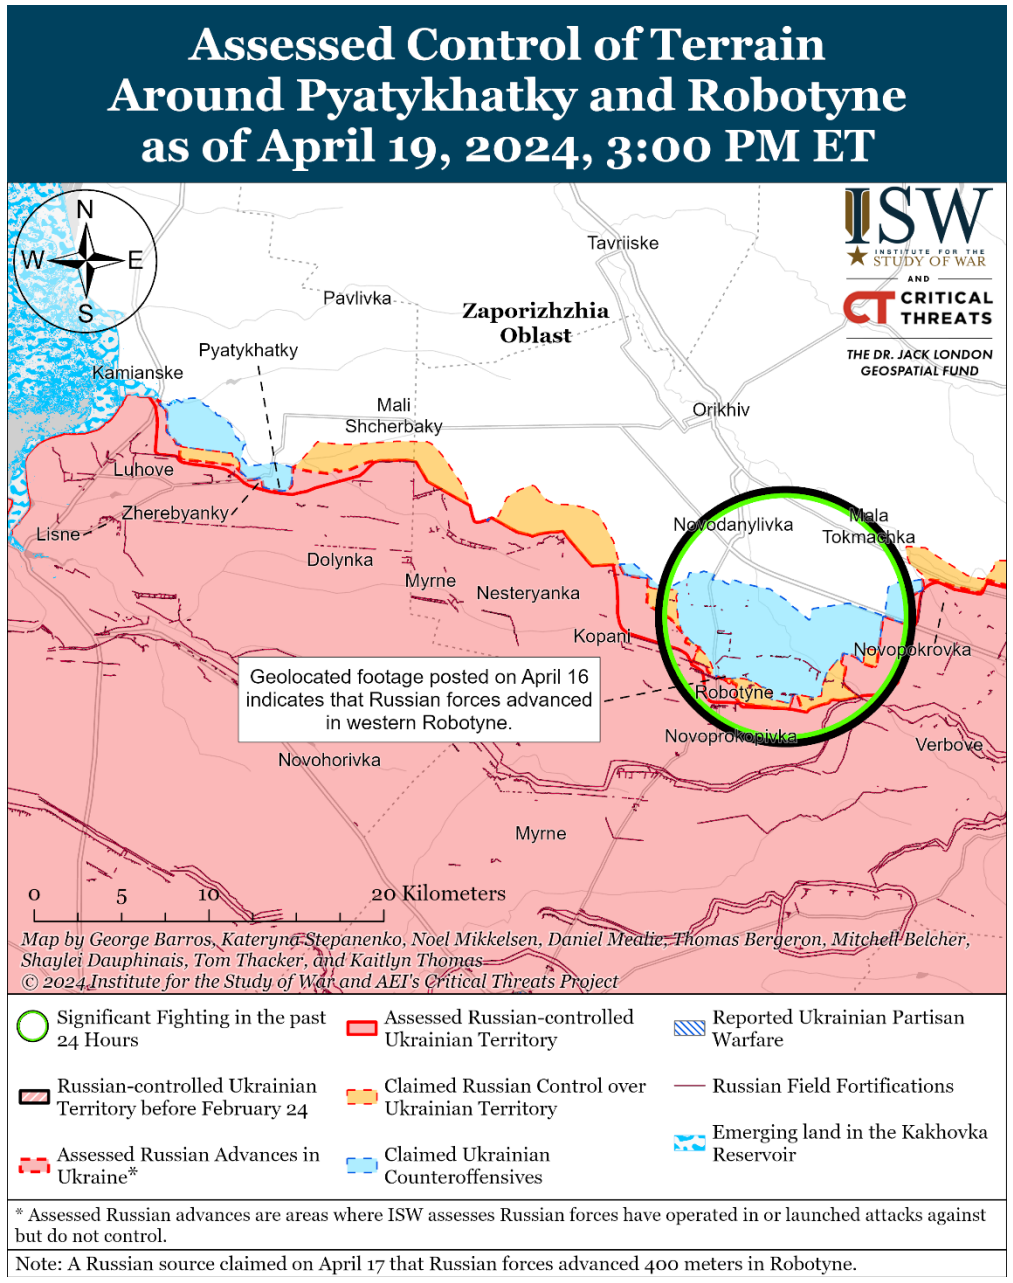 Assessed Control of Terrain
Around Pyatykhatky and Robotyne
as of April 19, 2024, 3:00 PM ET
N
W
E
S
ISW
INSTITUTE FOR THE
STUDY OF WAR
AND
CT CRITICAL
THREATS
THE DR. JACK LONDON
GEOSPATIAL FUND
Tavriiske
Pavlivka
Zaporizhzhia
Oblast
Pyatykhatky
Kamianske
Mali
Shcherbaky
Orikhiv
Luhove
Zherebyanky
Lisne
Novodanylivka
Mala
Tokmachka
Dolynka
Myrne
Nesteryanka
Kopani
Novopokrovka
Geolocated footage posted on April 16
indicates that Russian forces advanced
in western Robotyne.
Robotyne
Novoprokopivka
Verbove
Novohorivka
Myrne
0 5 10 20 Kilometers
Map by George Barros, Kateryna Stepanenko, Noel Mikkelsen, Daniel Mealie, Thomas Bergeron, Mitchell Belcher,
Shaylei Dauphinais, Tom Thacker, and Kaitlyn Thomas
© 2024 Institute for the Study of War and AEI's Critical Threats Project
Significant Fighting in the past
24 Hours
Russian-controlled Ukrainian
Territory before February 24
Assessed Russian Advances in
Ukraine*
Assessed Russian-controlled
Ukrainian Territory
Claimed Russian Control over
Ukrainian Territory
Claimed Ukrainian
Counteroffensives
Reported Ukrainian Partisan
Warfare
Russian Field Fortifications
Emerging land in the Kakhovka
Reservoir
* Assessed Russian advances are areas where ISW assesses Russian forces have operated in or launched attacks against
but do not control.
Note: A Russian source claimed on April 17 that Russian forces advanced 400 meters in Robotyne.